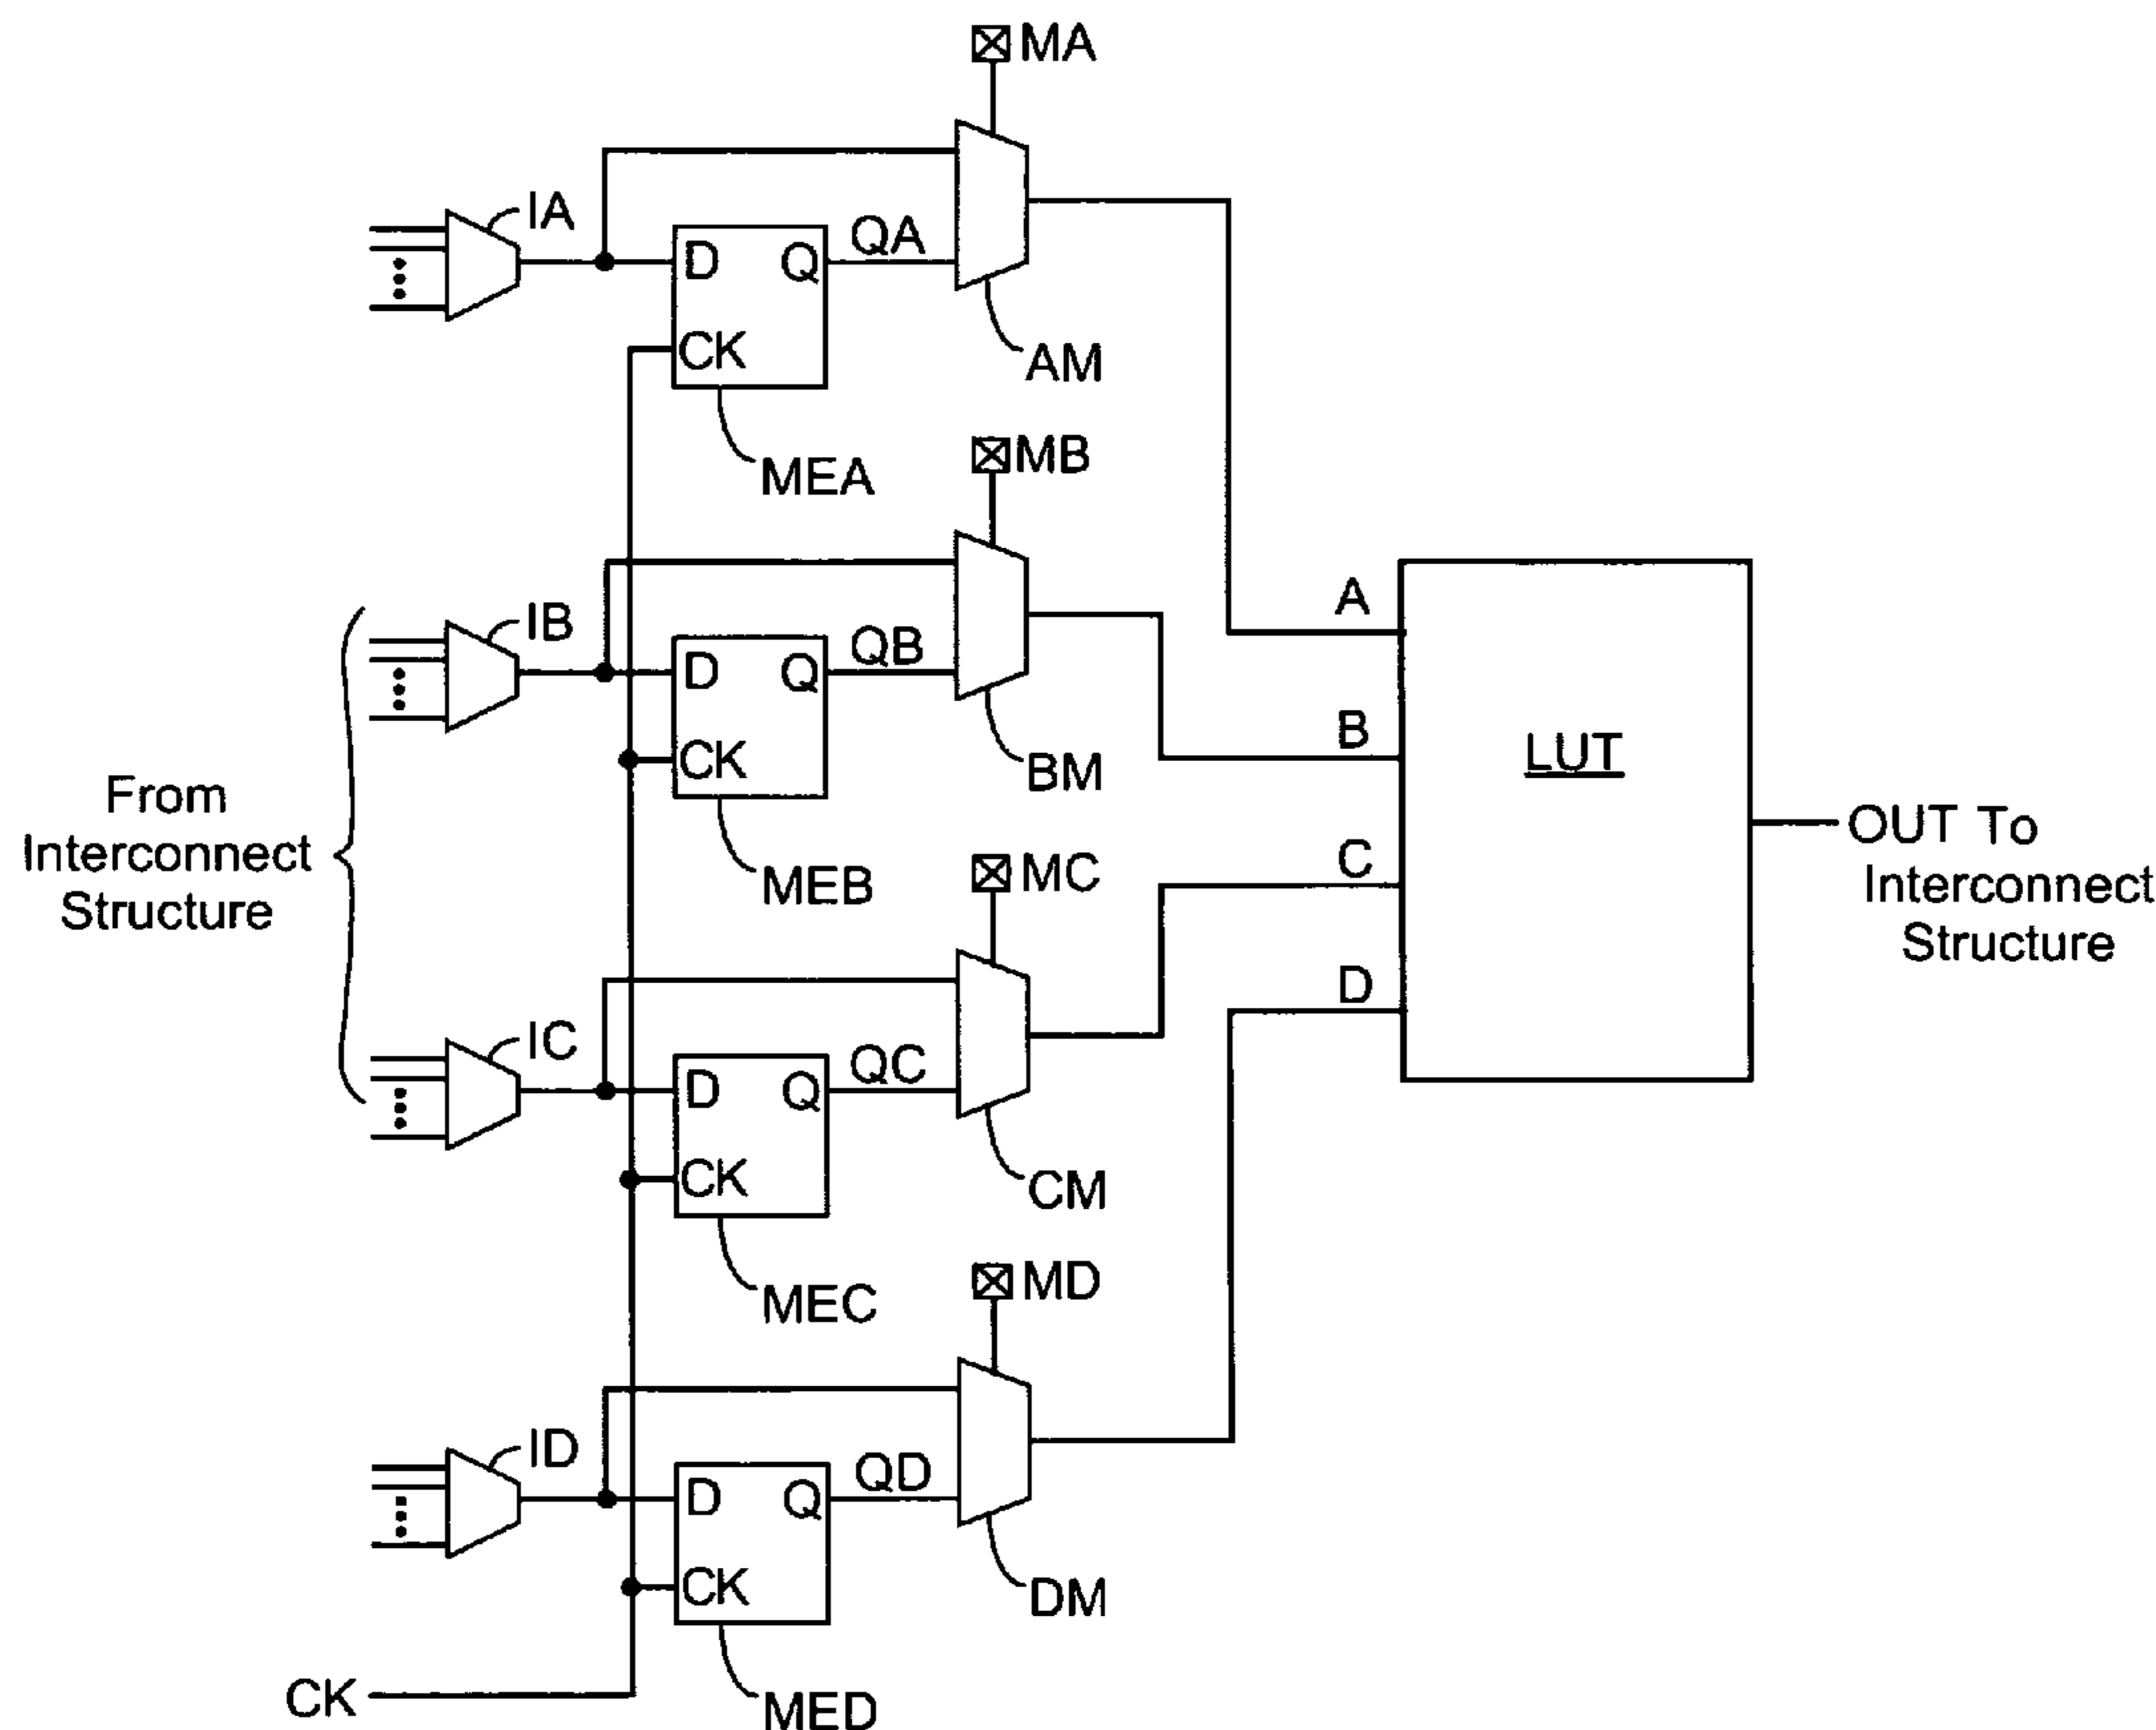 MA
IA
QA
D
Q
CK
AM
MEA
MB
IB
QB
D
Q
CK
BM
MEB
A
B
C
D
LUT
From
Interconnect
Structure
OUT To
Interconnect
Structure
MC
IC
QC
D
Q
CK
CM
MEC
MD
ID
QD
D
Q
CK
DM
MED
CK